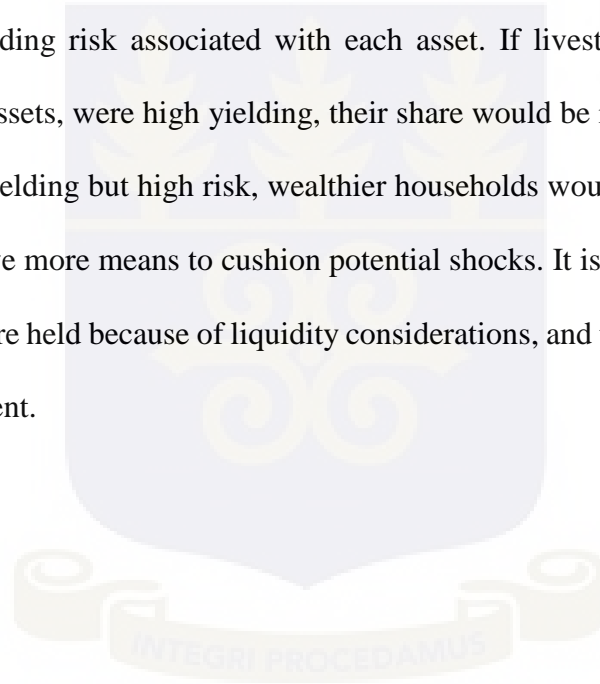 ding risk associated with each asset. If livest
ssets, were high yielding, their share would be
ielding but high risk, wealthier households wou
e more means to cushion potential shocks. It is
re held because of liquidity considerations, and
ent.
INTEGRI PROCEDAMUS